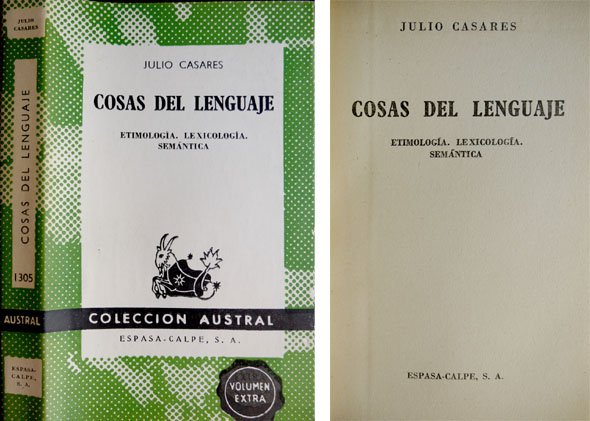 JULIO
CASARES
COSAS DEL LENGUAJE
1305
AUSTRAL
ESPASA-
CALPE,
S. A.
JULIO CASARES
COSAS DEL LENGUAJE
ETIMOLOGÍA. LEXICOLOGÍA.
SEMÁNTICA
COLECCION AUSTRAL
ESPASA-CALPE, S. A.
VOLUMEN
EXTRA
JULIO CASARES
COSAS DEL LENGUAJE
ETIMOLOGÍA. LEXICOLOGÍA.
SEMÁNTICA
ESPASA-CALPE, S. A.